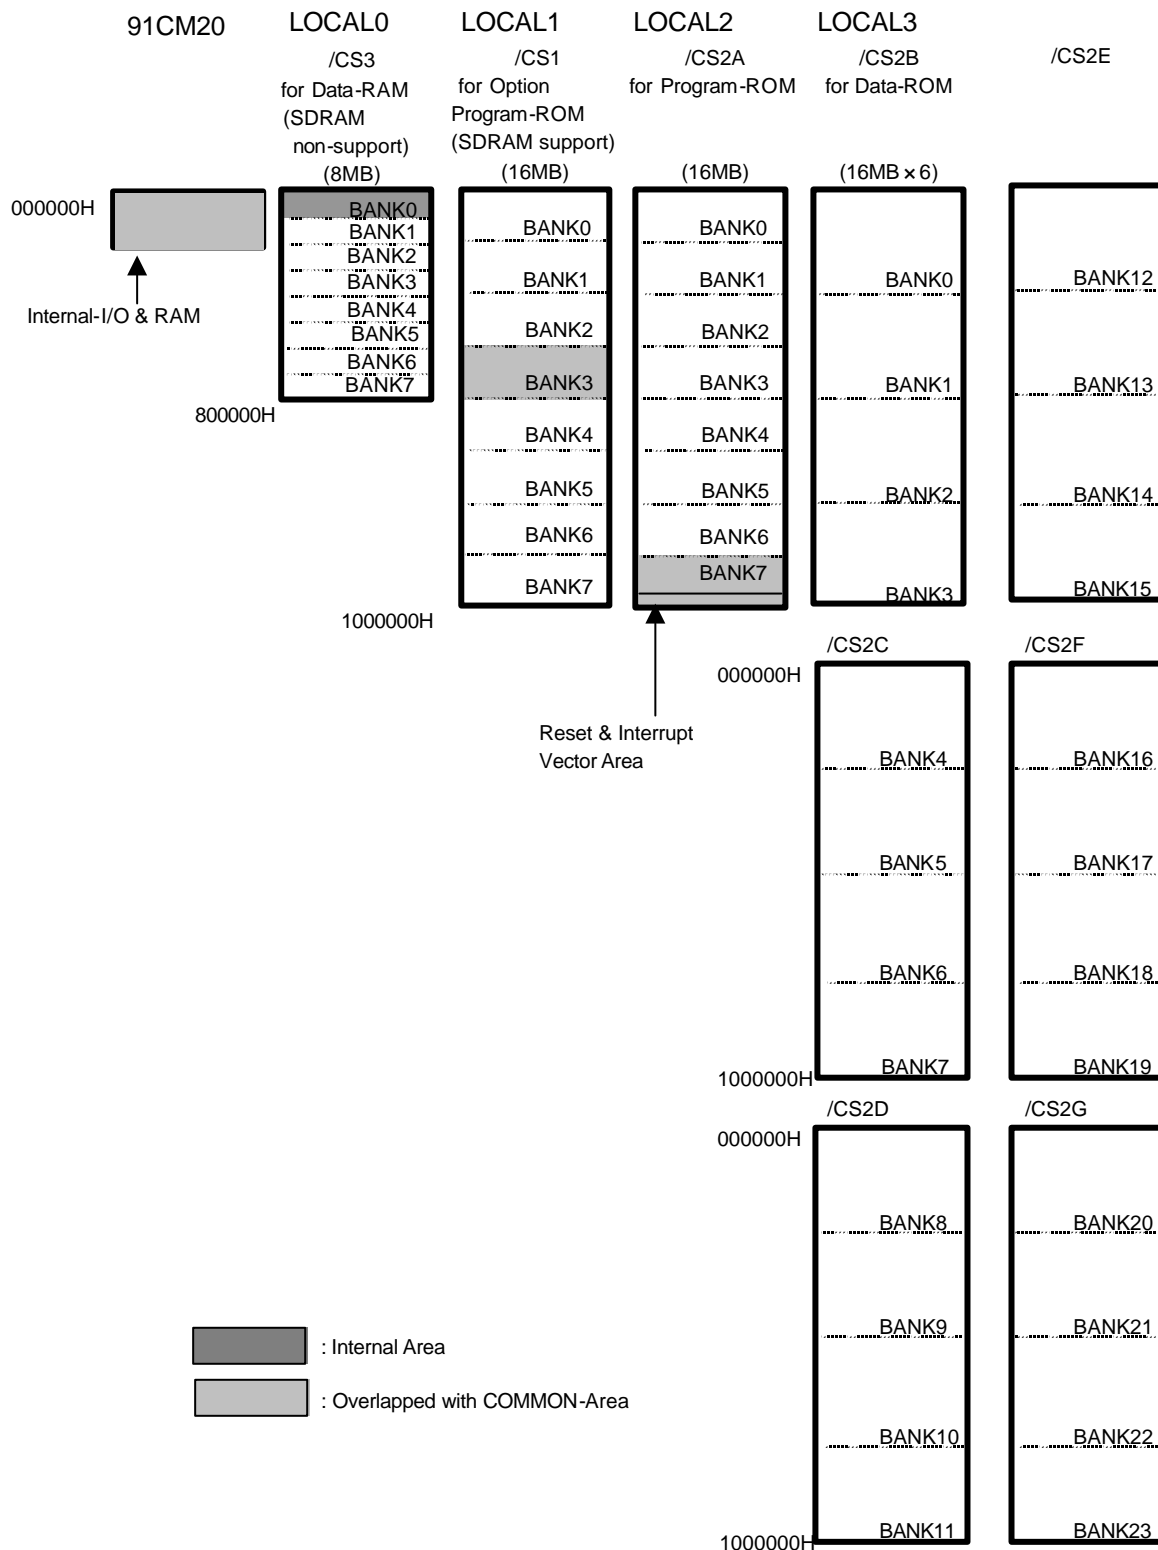 91CM20
LOCAL0
LOCAL1
LOCAL2
LOCAL3
/CS3
for Data-RAM
(SDRAM
non-support)
(8MB)
/CS1
for Option
Program-ROM
(SDRAM support)
(16MB)
/CS2A
for Program-ROM
(16MB)
/CS2B
for Data-ROM
(16MB × 6)
/CS2E
000000H
Internal-I/O & RAM
BANK0
BANK1
BANK2
BANK3
BANK4
BANK5
BANK6
BANK7
800000H
BANK0
BANK1
BANK2
BANK3
BANK4
BANK5
BANK6
BANK7
1000000H
BANK0
BANK1
BANK2
BANK3
BANK4
BANK5
BANK6
BANK7
Reset & Interrupt
Vector Area
BANK0
BANK1
BANK2
BANK3
BANK12
BANK13
BANK14
BANK15
/CS2C
000000H
BANK4
BANK5
BANK6
BANK7
1000000H
/CS2F
BANK16
BANK17
BANK18
BANK19
/CS2D
000000H
BANK8
BANK9
BANK10
BANK11
1000000H
/CS2G
BANK20
BANK21
BANK22
BANK23
: Internal Area
: Overlapped with COMMON-Area